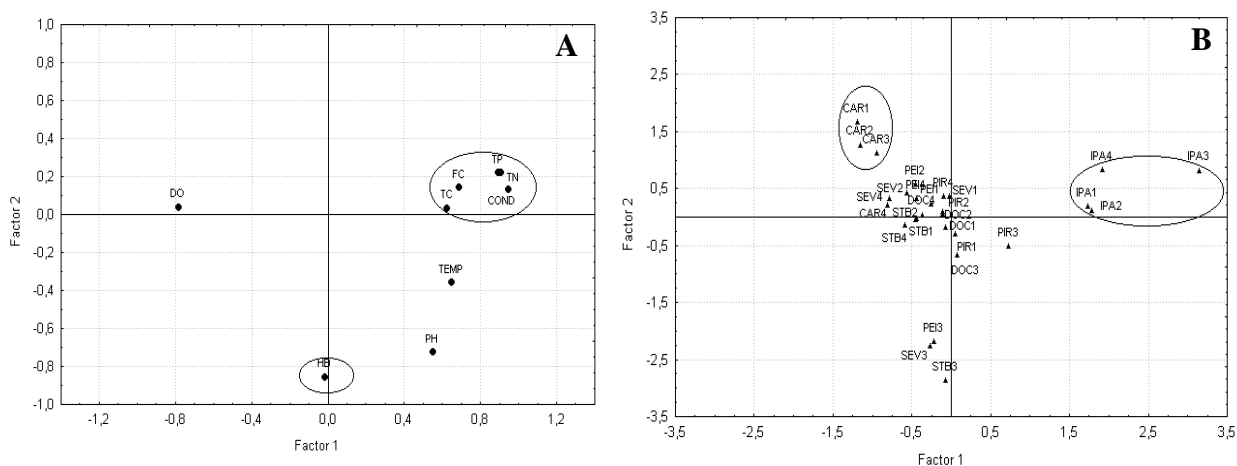 A
1,0
0,8
0,6
0,4
0,2
0,0
-0,2
-0,4
-0,6
-0,8
-1,0
Factor 2
-1,2
-0,8
-0,4
0,0
0,4
0,8
1,2
Factor 1
DO
TP
FC
TN
TC
COND
TEMP
PH
B
3,5
2,5
1,5
0,5
-0,5
-1,5
-2,5
-3,5
Factor 2
-3,5
-2,5
-1,5
-0,5
0,5
1,5
2,5
3,5
Factor 1
CAR1
CAR2
CAR3
IPA4
IPA3
IPA1
IPA2
PEI2
PIR4
SEV2
PEI1
SEV1
SEV4
DOC4
PIR2
CAR4
STB2
DOC2
STB4
STB1
DOC1
PIR1
PIR3
DOC3
PEI3
SEV3
STB3